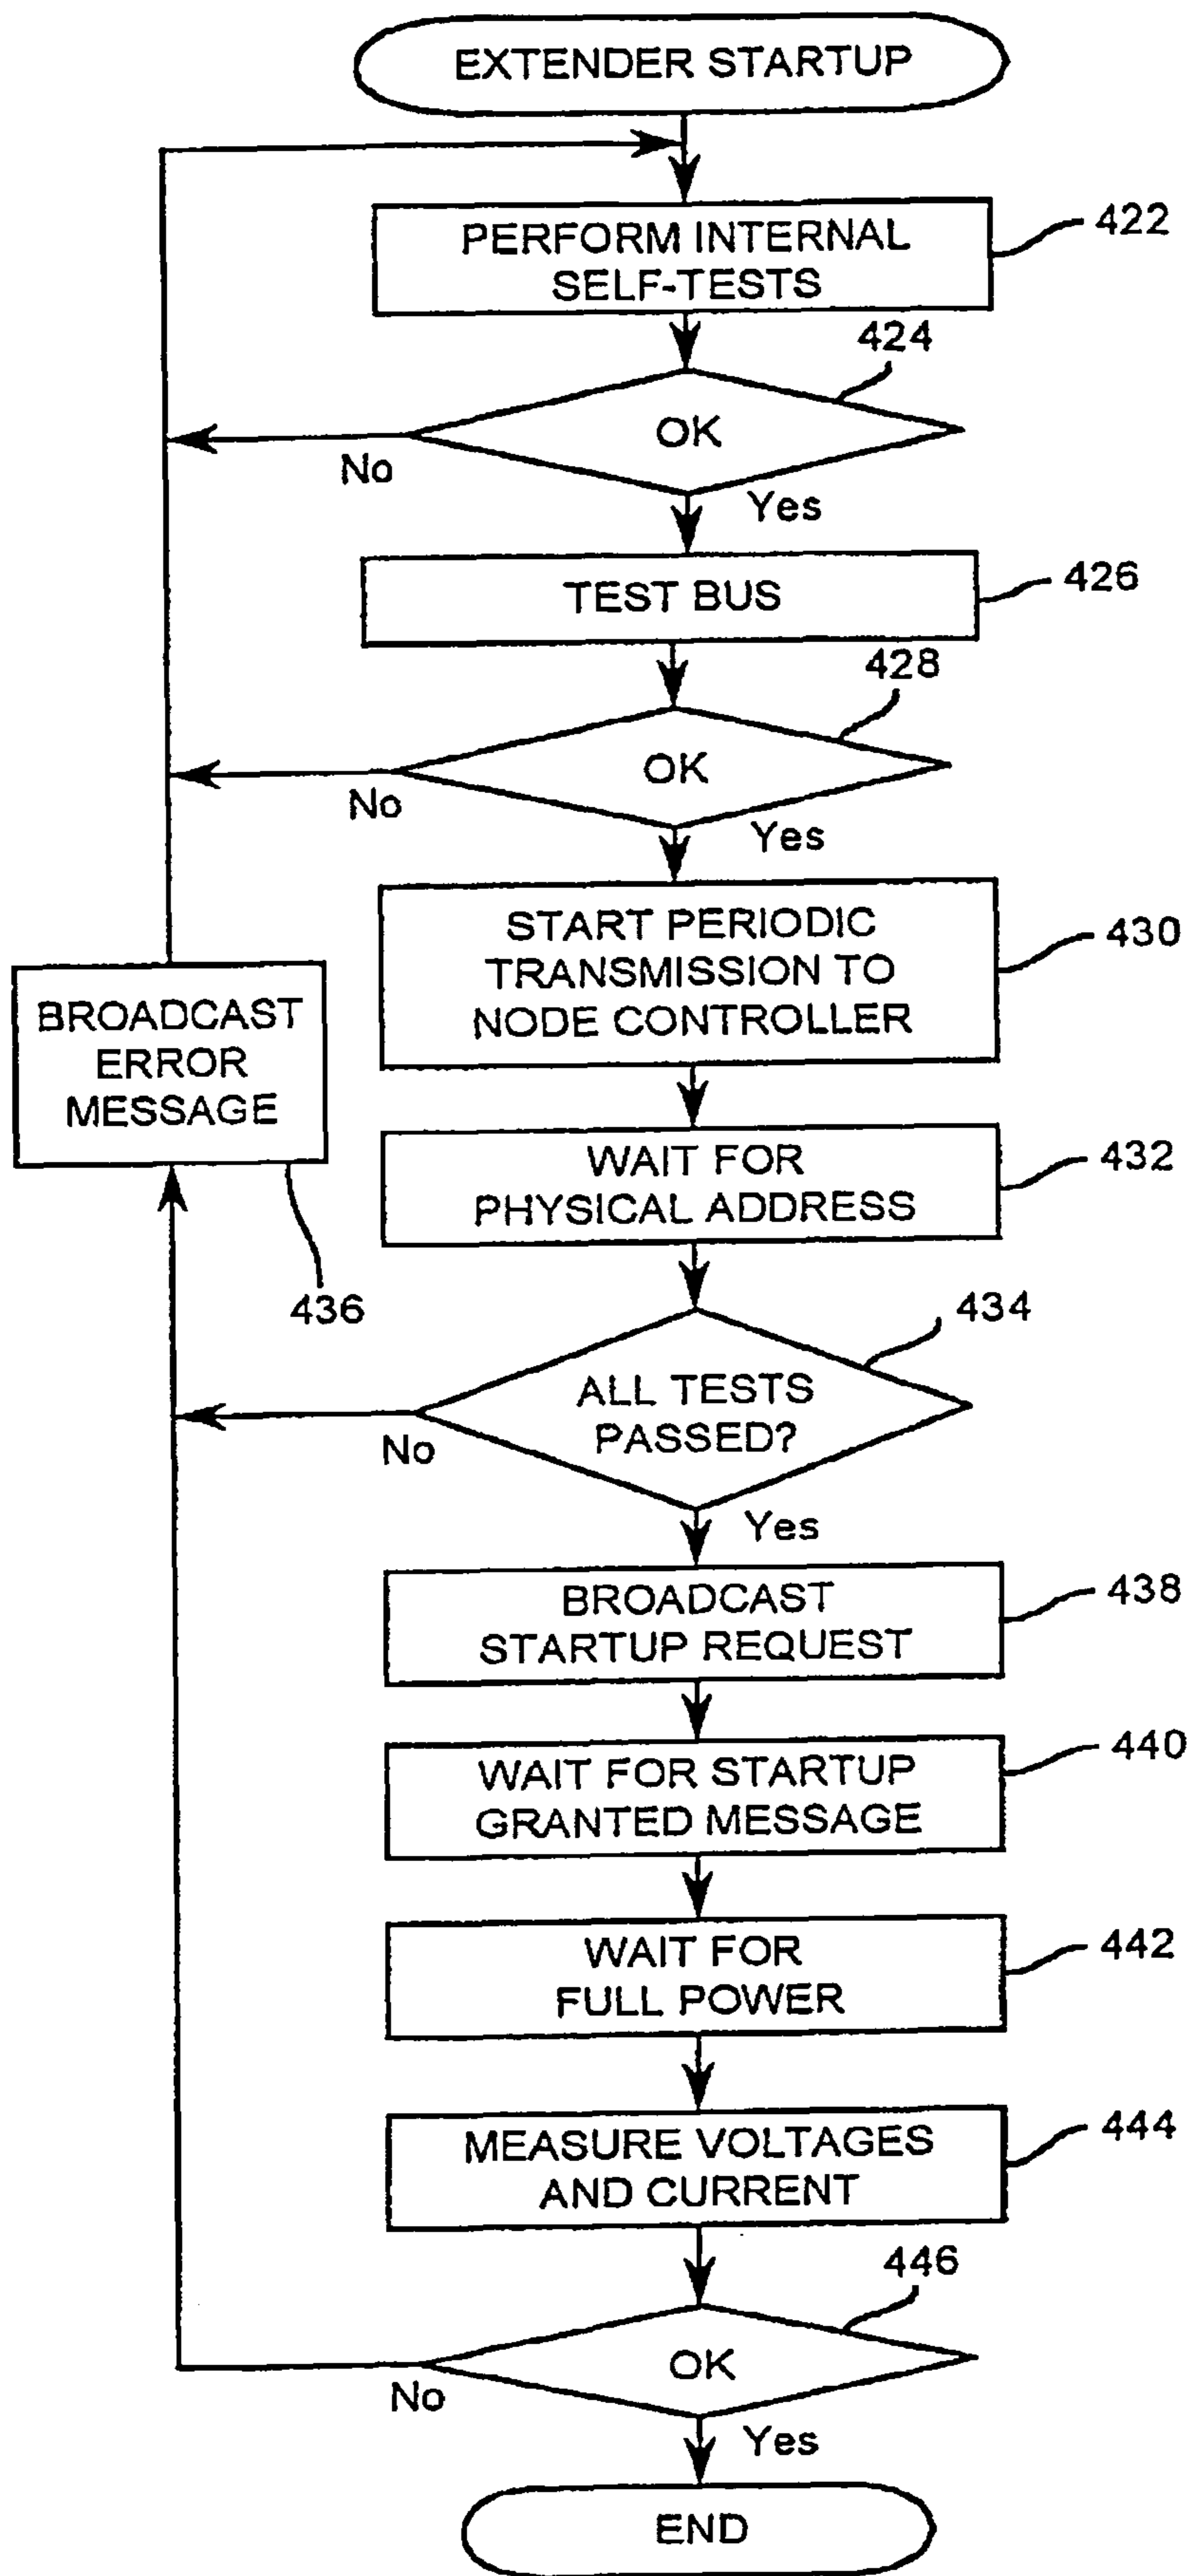 EXTENDER STARTUP
PERFORM INTERNAL
SELF-TESTS
422
424
OK
No
Yes
TEST BUS
426
428
OK
No
Yes
START PERIODIC
TRANSMISSION TO
NODE CONTROLLER
430
BROADCAST
ERROR
MESSAGE
436
WAIT FOR
PHYSICAL ADDRESS
432
434
ALL TESTS
PASSED?
No
Yes
BROADCAST
STARTUP REQUEST
438
WAIT FOR STARTUP
GRANTED MESSAGE
440
WAIT FOR
FULL POWER
442
MEASURE VOLTAGES
AND CURRENT
444
446
OK
No
Yes
END